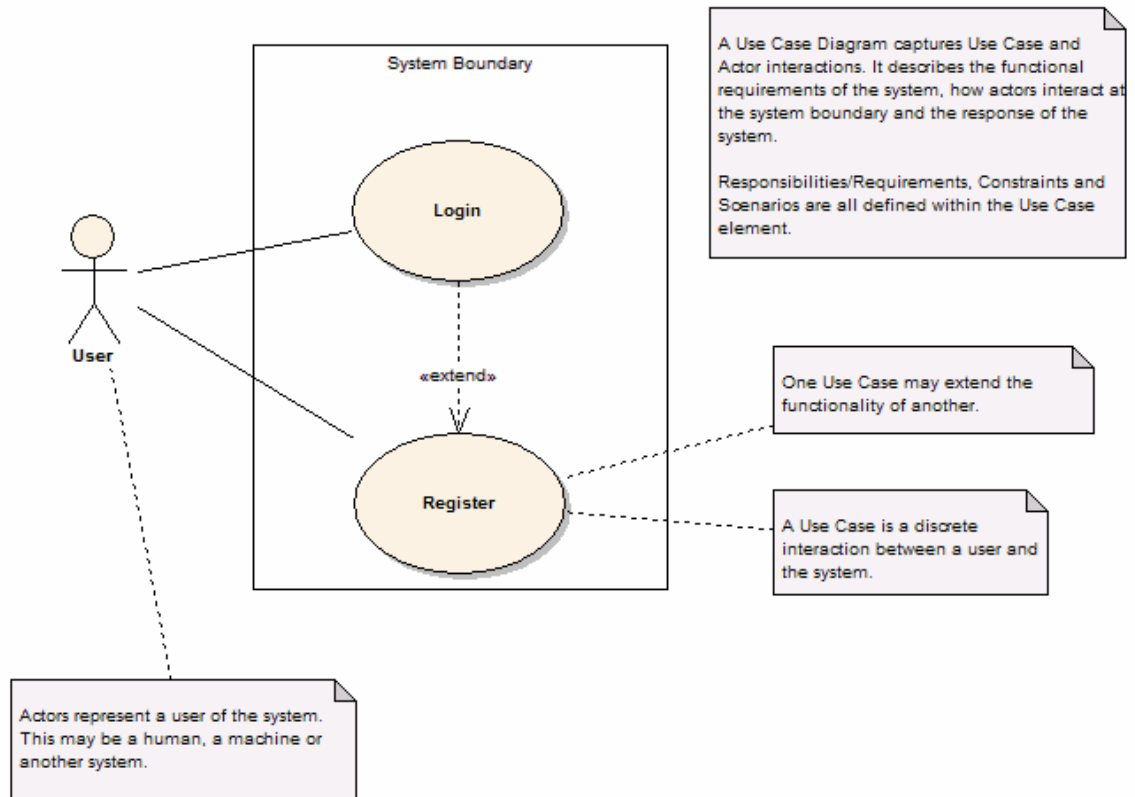 System Boundary
A Use Case Diagram captures Use Case and
Actor interactions. It describes the functional
requirements of the system, how actors interact at
the system boundary and the response of the
system.
Responsibilities/Requirements, Constraints and
Scenarios are all defined within the Use Case
element.
Login
User
«extend»
One Use Case may extend the
functionality of another.
Register
A Use Case is a discrete
interaction between a user and
the system.
Actors represent a user of the system.
This may be a human, a machine or
another system.